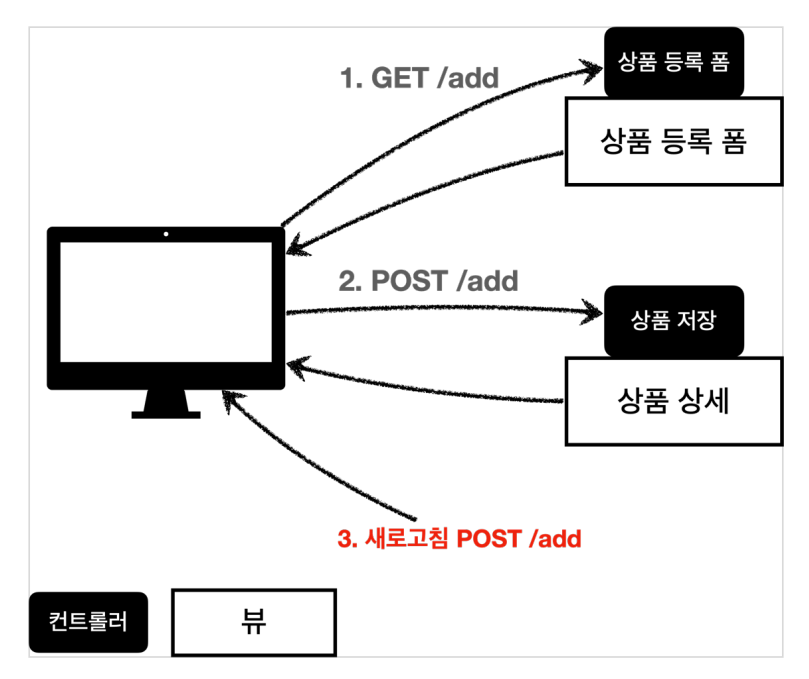 1. GET /add
상품 등록 폼
상품 등록 폼
2. POST /add
상품 저장
상품 상세
3. 새로고침 POST /add
컨트롤러
뷰